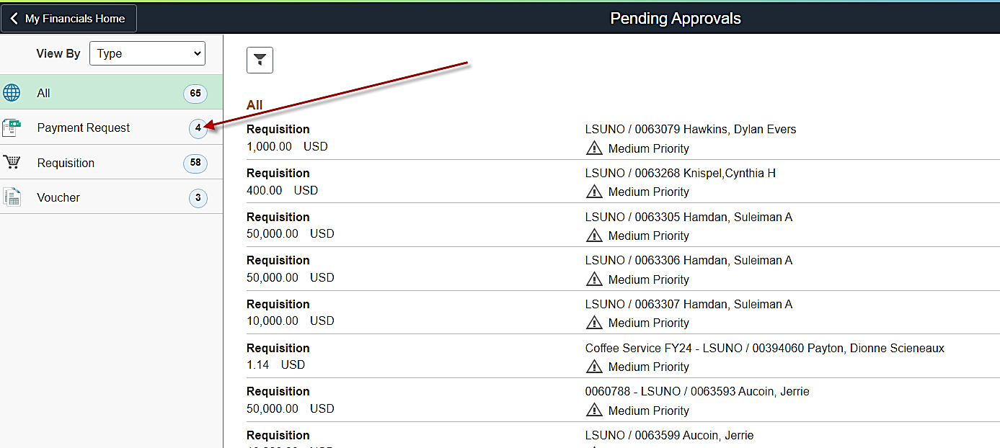 My Financials Home
Pending Approvals
View By Type
All 65
Payment Request 4
Requisition 58
Voucher 3
All
Requisition LSUNO / 0063079 Hawkins, Dylan Evers
1,000.00 USD Medium Priority
Requisition LSUNO / 0063268 Knispel,Cynthia H
400.00 USD Medium Priority
Requisition LSUNO / 0063305 Hamdan, Suleiman A
50,000.00 USD Medium Priority
Requisition LSUNO / 0063306 Hamdan, Suleiman A
50,000.00 USD Medium Priority
Requisition LSUNO / 0063307 Hamdan, Suleiman A
10,000.00 USD Medium Priority
Requisition Coffee Service FY24 - LSUNO / 00394060 Payton, Dionne Scieneaux
1.14 USD Medium Priority
Requisition 0060788 - LSUNO / 0063593 Aucoin, Jerrie
50,000.00 USD Medium Priority
Requisition LSUNO / 0063599 Aucoin, Jerrie